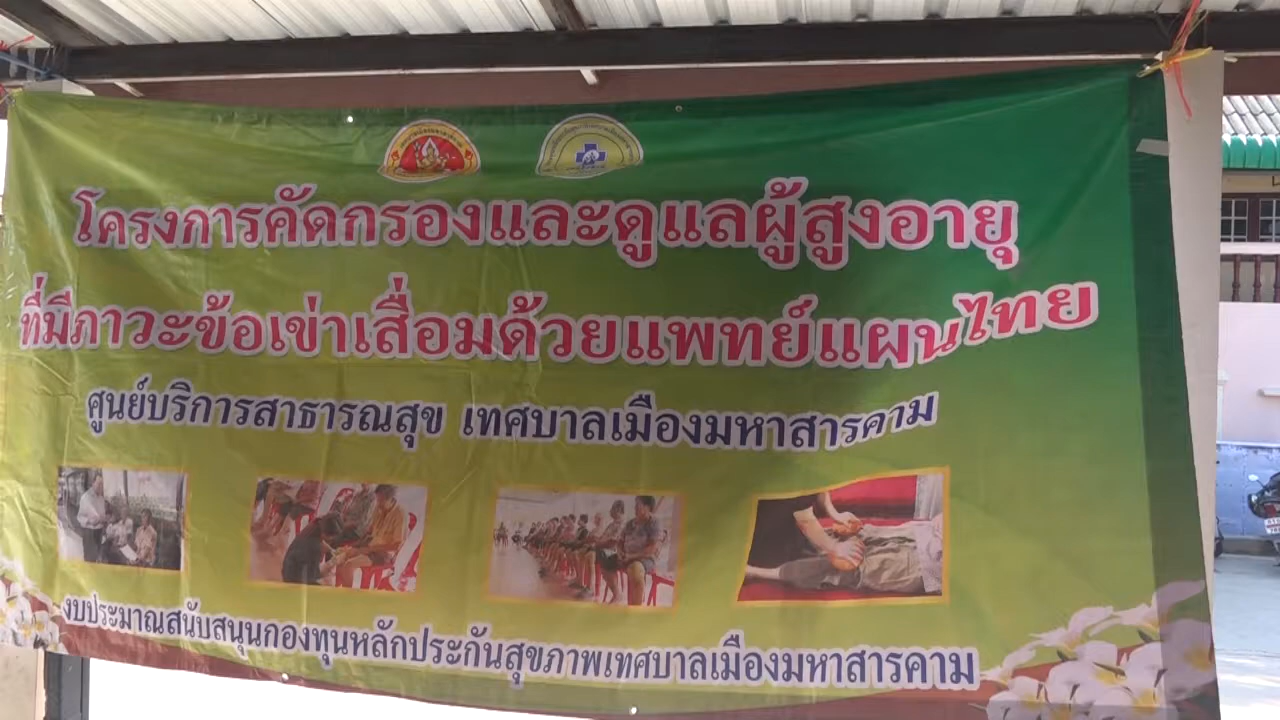 โครงการคัดกรองและดูแลผู้สูงอายุ
ที่มีภาวะข้อเข่าเสื่อมด้วยแพทย์แผนไทย
ศูนย์บริการสาธารณสุข เทศบาลเมืองมหาสารคาม
งบประมาณสนับสนุนกองทุนหลักประกันสุขภาพเทศบาลเมืองมหาสารคาม